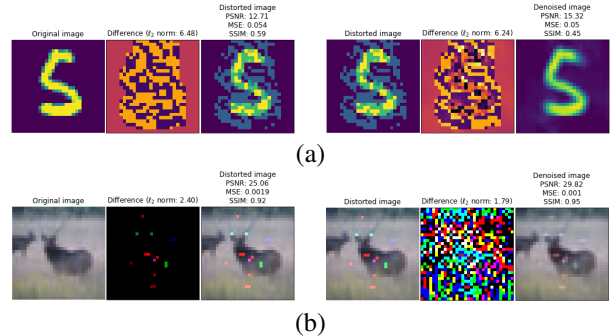 Original image
Difference (ℓ₂ norm: 6.48)
Distorted image
PSNR: 12.71
MSE: 0.054
SSIM: 0.59
Distorted image
Difference (ℓ₂ norm: 6.24)
Denoised image
PSNR: 15.32
MSE: 0.05
SSIM: 0.45
(a)
Original image
Difference (ℓ₂ norm: 2.40)
Distorted image
PSNR: 25.06
MSE: 0.0019
SSIM: 0.92
Distorted image
Difference (ℓ₂ norm: 1.79)
Denoised image
PSNR: 29.82
MSE: 0.001
SSIM: 0.95
(b)